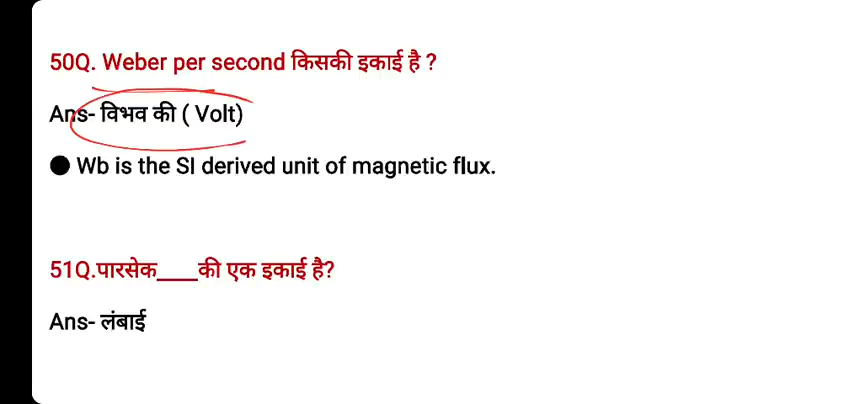 50Q. Weber per second किसकी इकाई है ?
Ans- विभव की ( Volt)
● Wb is the SI derived unit of magnetic flux.
51Q.पारसेक____की एक इकाई है?
Ans- लंबाई